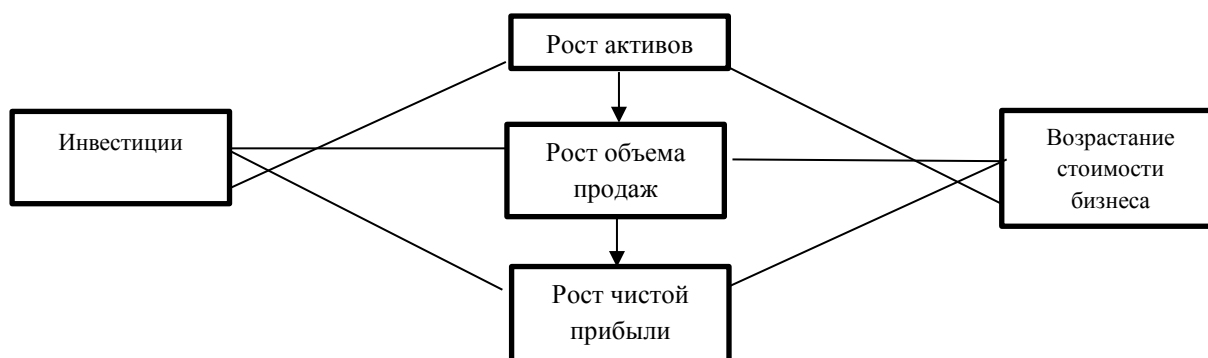 Рост активов
Инвестиции
Рост объема
продаж
Возрастание
стоимости
бизнеса
Рост чистой
прибыли